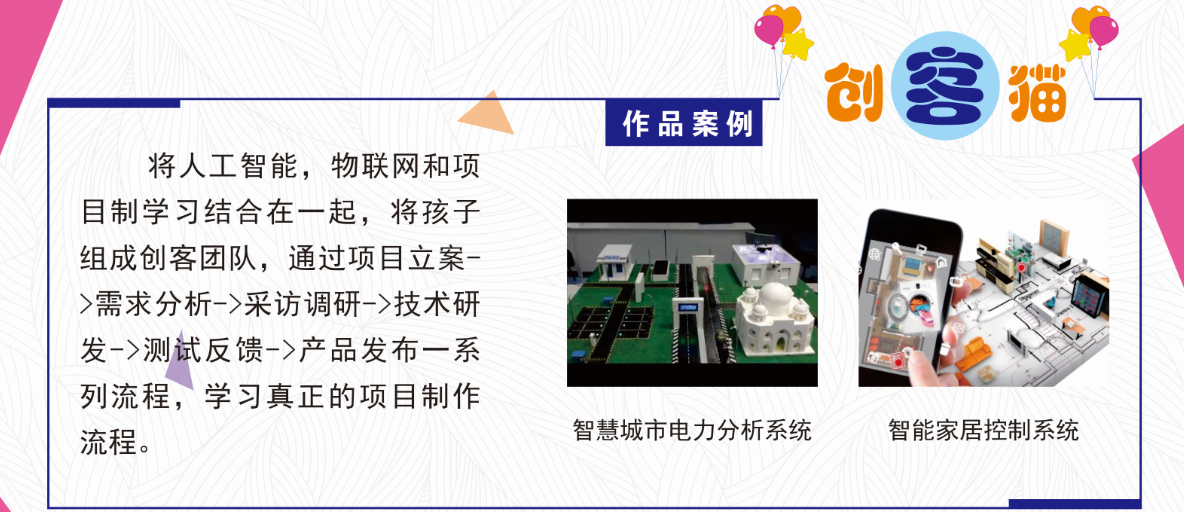 创客猫
作品案例
将人工智能，物联网和项
目制学习结合在一起，将孩子
组成创客团队，通过项目立案-
>需求分析->采访调研->技术研
发->测试反馈->产品发布一系
列流程，学习真正的项目制作
流程。
智慧城市电力分析系统
智能家居控制系统